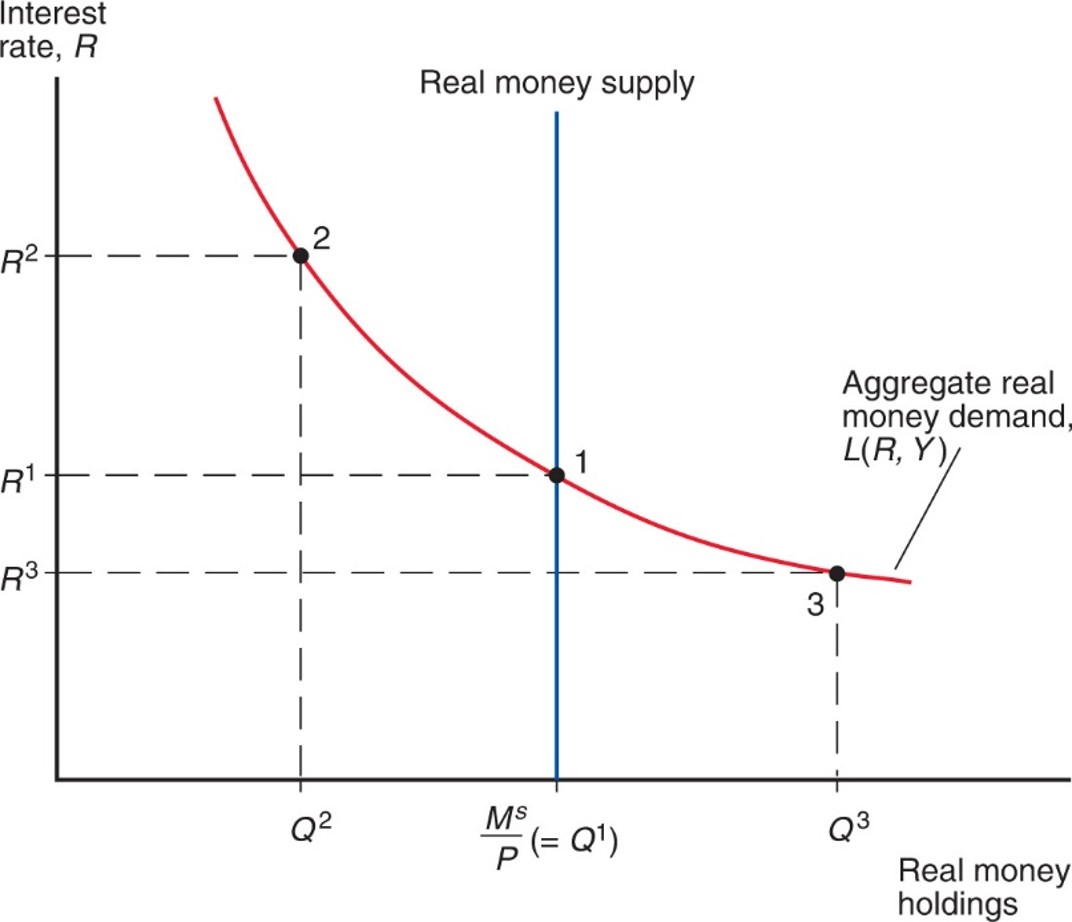 Interest
rate, R
Real money supply
2
R²
Aggregate real
money demand,
L(R, Y)
1
R¹
R³
3
Q²
Mˢ
P
(= Q¹)
Q³
Real money
holdings